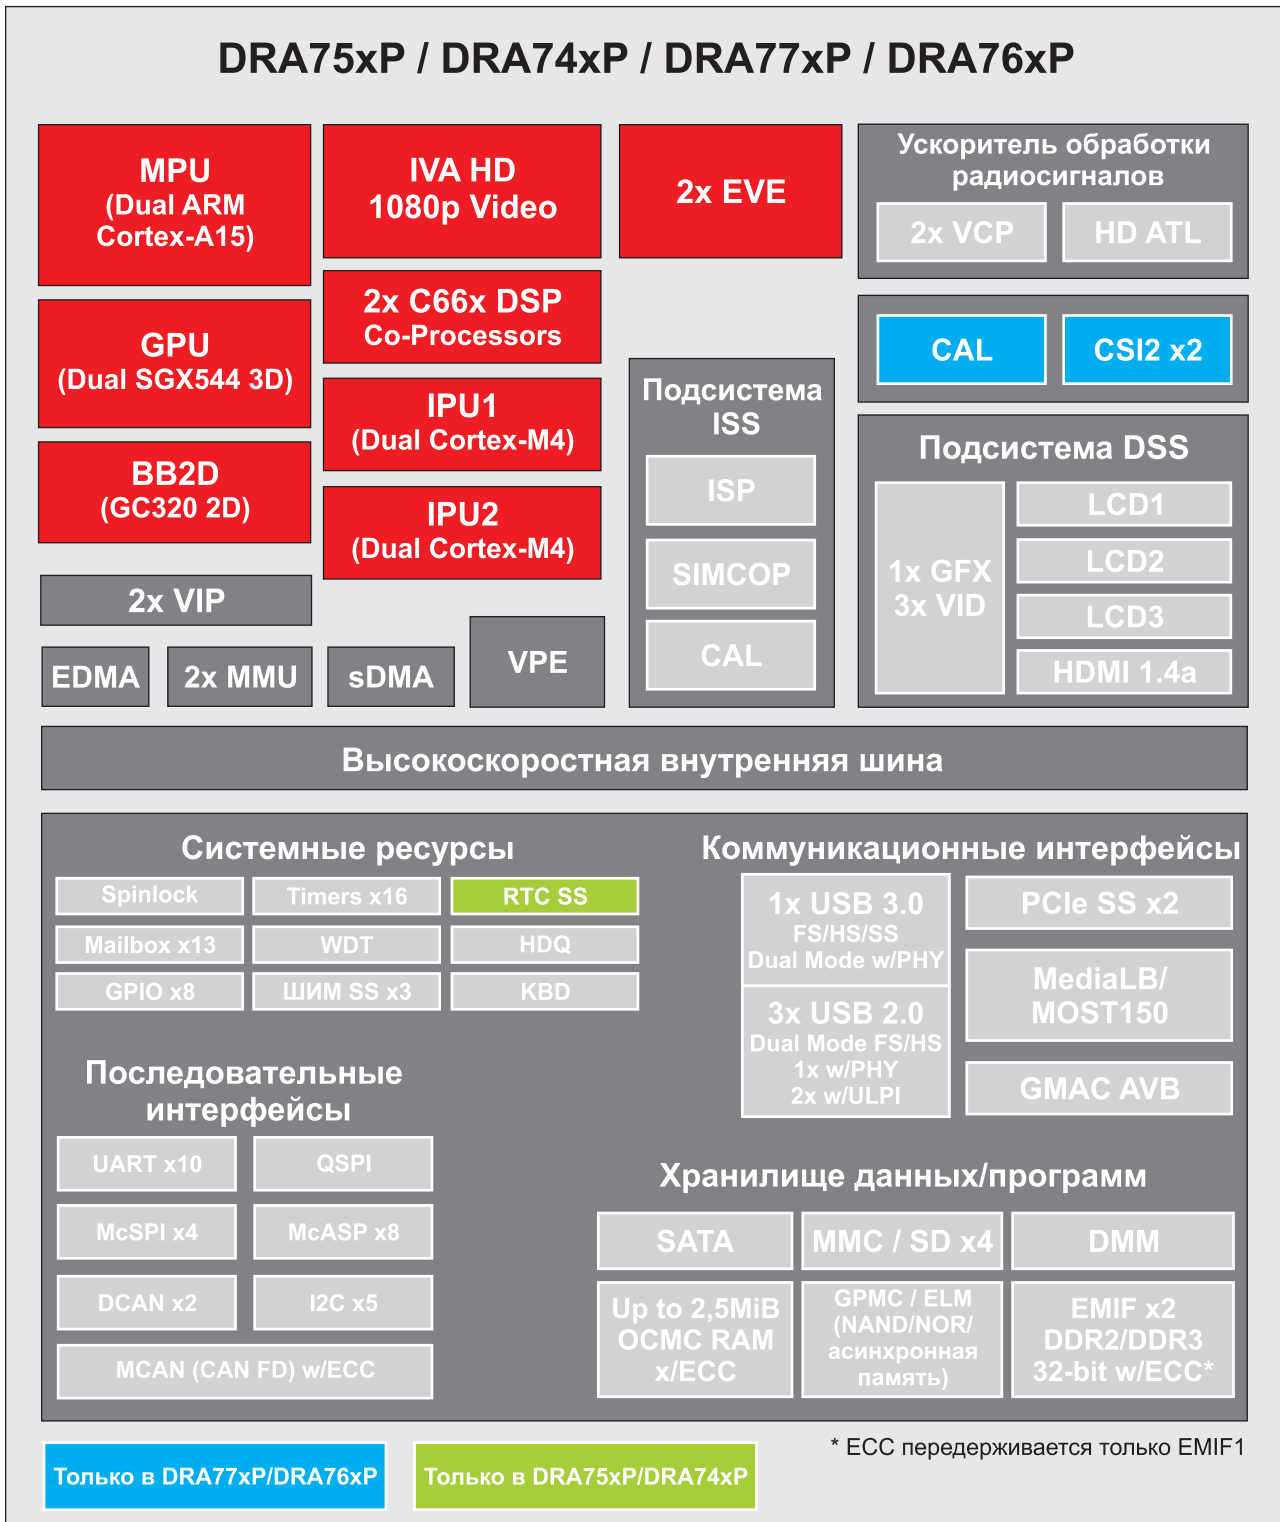 DRA75xP / DRA74xP / DRA77xP / DRA76xP
MPU
(Dual ARM
Cortex-A15)
IVA HD
1080p Video
2x EVE
Ускоритель обработки
радиосигналов
2x VCP
HD ATL
GPU
(Dual SGX544 3D)
2x C66x DSP
Co-Processors
CAL
CSI2 x2
IPU1
(Dual Cortex-M4)
BB2D
(GC320 2D)
IPU2
(Dual Cortex-M4)
Подсистема
ISS
ISP
SIMCOP
CAL
Подсистема DSS
1x GFX
3x VID
LCD1
LCD2
LCD3
HDMI 1.4a
2x VIP
EDMA
2x MMU
sDMA
VPE
Высокоскоростная внутренняя шина
Системные ресурсы
Spinlock
Timers x16
RTC SS
Mailbox x13
WDT
HDQ
GPIO x8
ШИМ SS x3
KBD
Коммуникационные интерфейсы
1x USB 3.0
FS/HS/SS
Dual Mode w/PHY
3x USB 2.0
Dual Mode FS/HS
1x w/PHY
2x w/ULPI
PCIe SS x2
MediaLB/
MOST150
GMAC AVB
Последовательные
интерфейсы
UART x10
QSPI
McSPI x4
McASP x8
DCAN x2
I2C x5
MCAN (CAN FD) w/ECC
Хранилище данных/программ
SATA
MMC / SD x4
DMM
Up to 2,5MiB
OCMC RAM
x/ECC
GPMC / ELM
(NAND/NOR/
асинхронная
память)
EMIF x2
DDR2/DDR3
32-bit w/ECC*
Только в DRA77xP/DRA76xP
Только в DRA75xP/DRA74xP
* ECC передерживается только EMIF1